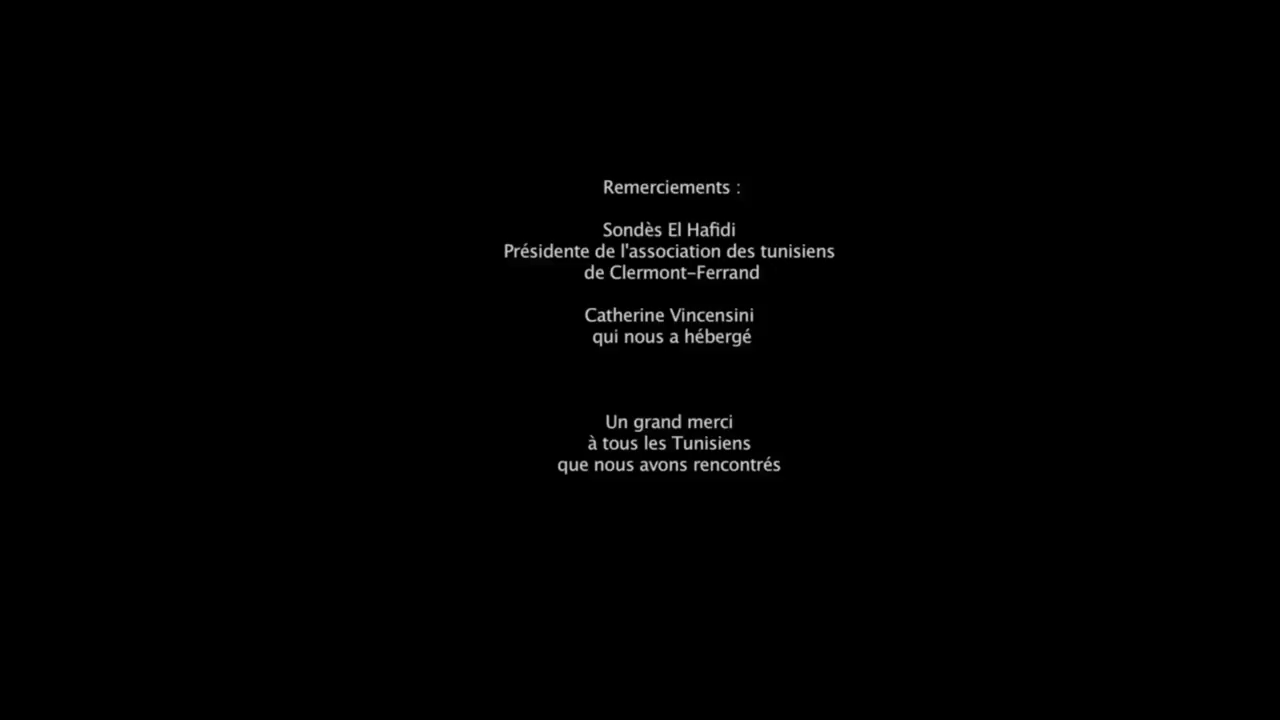 Remerciements :
Sondès El Hafidi
Présidente de l'association des tunisiens
de Clermont-Ferrand
Catherine Vincensini
qui nous a hébergé
Un grand merci
à tous les Tunisiens
que nous avons rencontrés